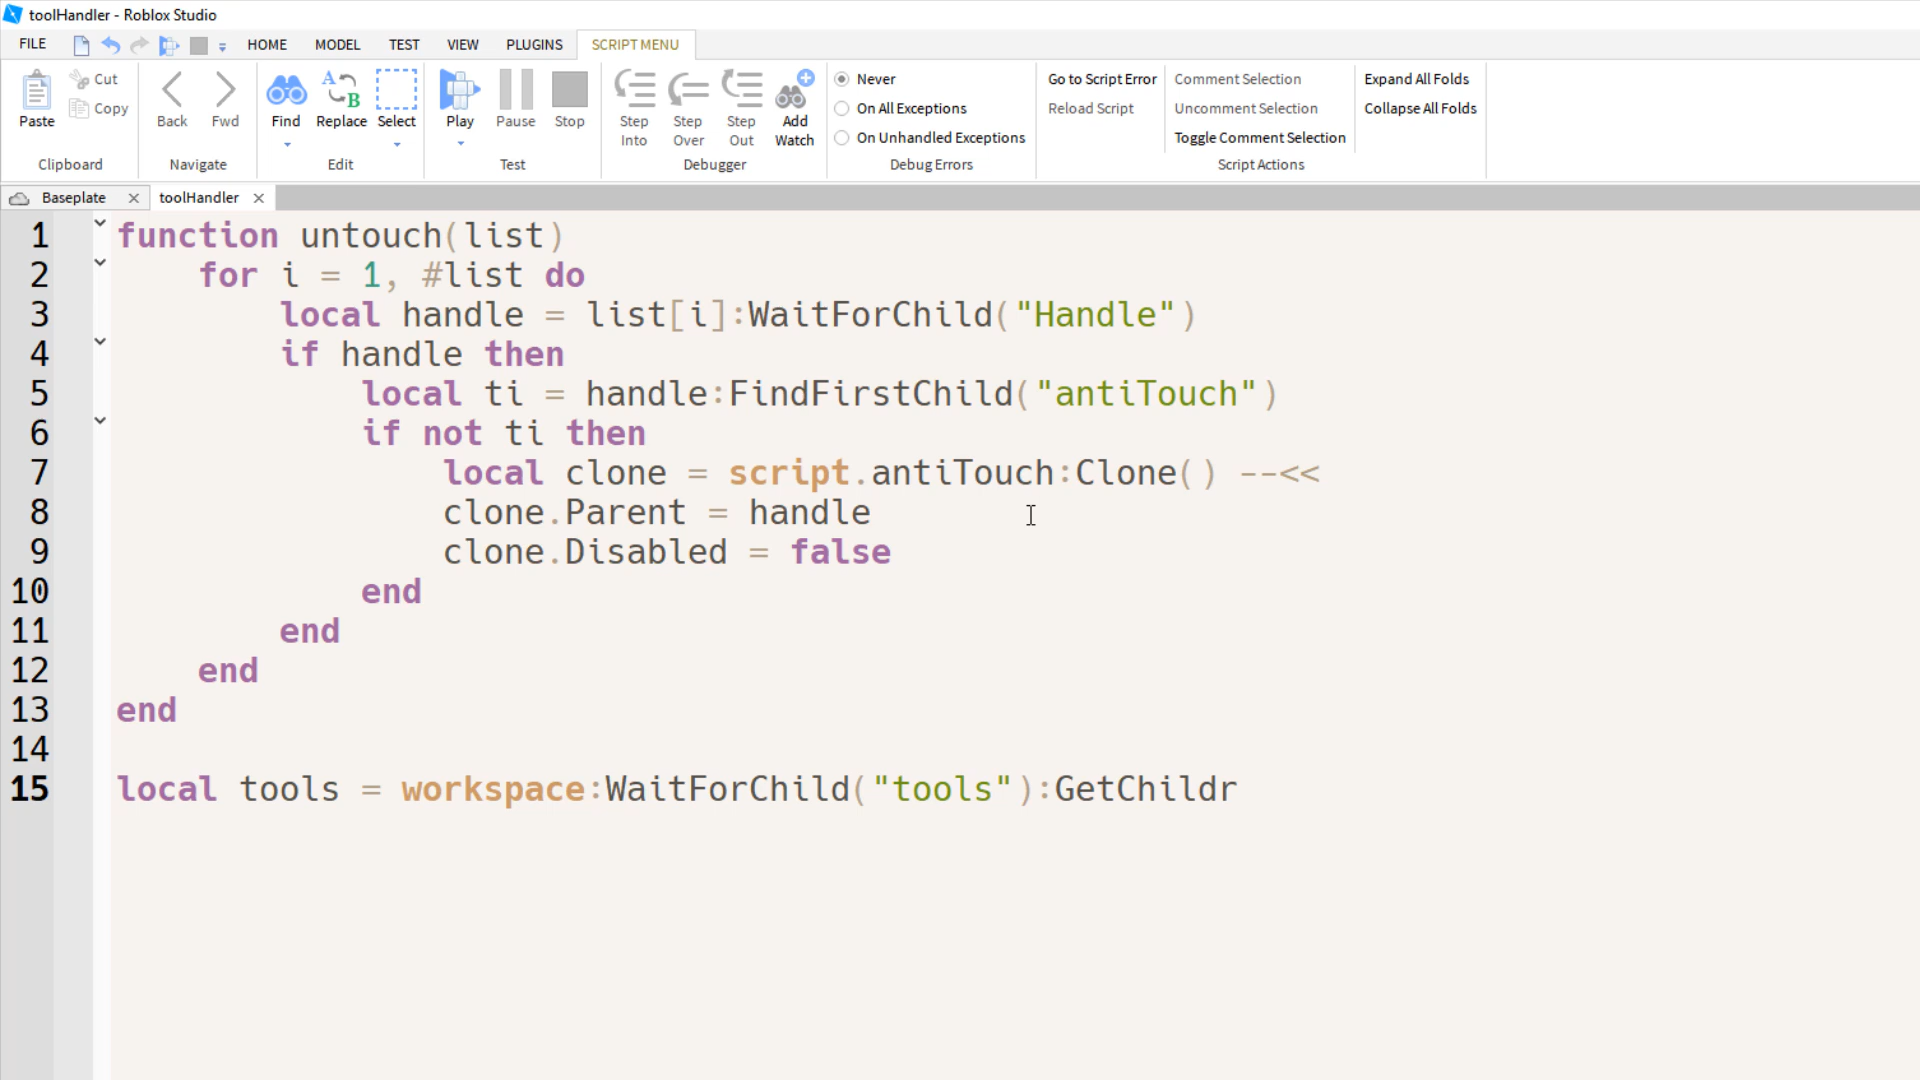 toolHandler - Roblox Studio
FILE HOME MODEL TEST VIEW PLUGINS SCRIPT MENU
Paste Cut Copy
Back Fwd
Find Replace Select
A B
Play Pause Stop
Step Into Step Over Step Out Add Watch
Never
On All Exceptions
On Unhandled Exceptions
Go to Script Error
Reload Script
Comment Selection
Uncomment Selection
Toggle Comment Selection
Expand All Folds
Collapse All Folds
Clipboard Navigate Edit Test Debugger Debug Errors Script Actions
Baseplate toolHandler
1 function untouch(list)
2 for i = 1, #list do
3 local handle = list[i]:WaitForChild("Handle")
4 if handle then
5 local ti = handle:FindFirstChild("antiTouch")
6 if not ti then
7 local clone = script.antiTouch:Clone() --<<
8 clone.Parent = handle
9 clone.Disabled = false
10 end
11 end
12 end
13 end
14
15 local tools = workspace:WaitForChild("tools"):GetChildr